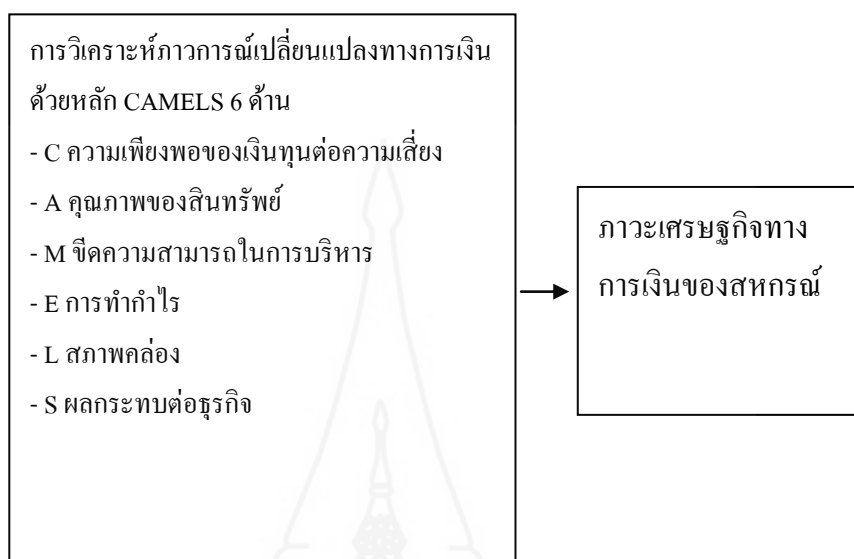 การวิเคราะห์ภาวการณ์เปลี่ยนแปลงทางการเงิน
ด้วยหลัก CAMELS 6 ด้าน
- C ความเพียงพอของเงินทุนต่อความเสี่ยง
- A คุณภาพของสินทรัพย์
- M ขีดความสามารถในการบริหาร
- E การทำกำไร
- L สภาพคล่อง
- S ผลกระทบต่อธุรกิจ
ภาวะเศรษฐกิจทาง
การเงินของสหกรณ์